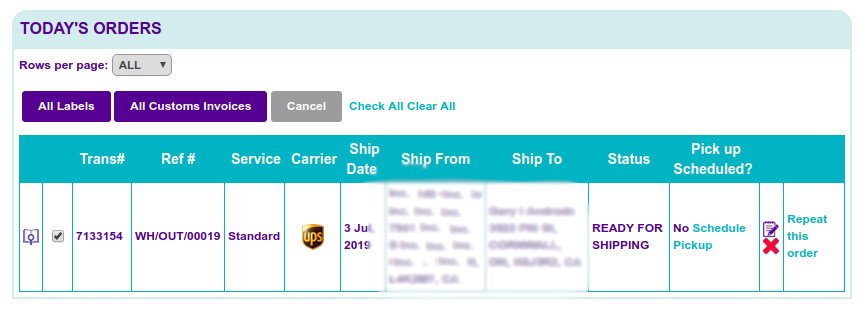 TODAY'S ORDERS
Rows per page: ALL
All Labels All Customs Invoices Cancel Check All Clear All
Trans# Ref # Service Carrier Ship Date Ship From Ship To Status Pick up Scheduled?
7133154 WH/OUT/00019 Standard ups 3 Jul, 2019 READY FOR SHIPPING No Schedule Pickup Repeat this order